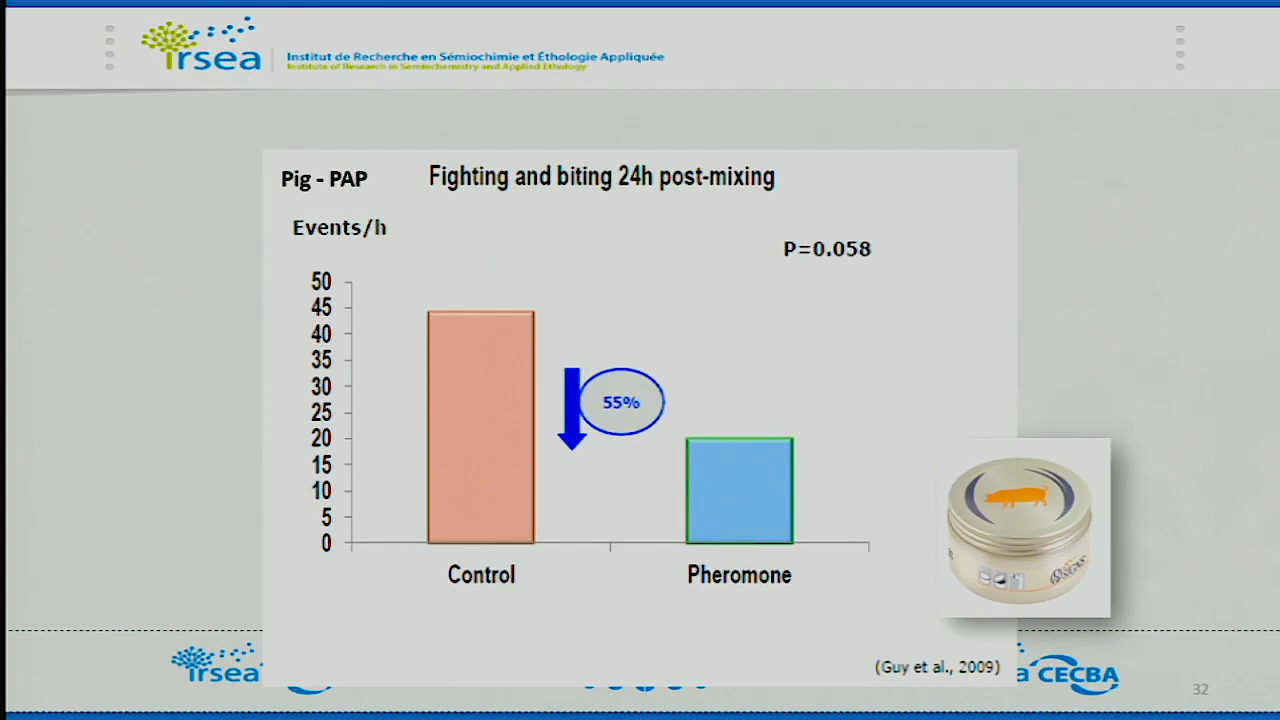 irsea
Institut de Recherche en Sémiochimie et Éthologie Appliquée
Institute of Research in Semiochemistry and Applied Ethology
Pig - PAP
Fighting and biting 24h post-mixing
Events/h
P=0.058
50
45
40
35
30
25
20
15
10
5
0
55%
Control
Pheromone
SIGNS
(Guy et al., 2009)
irsea
CECBA
32